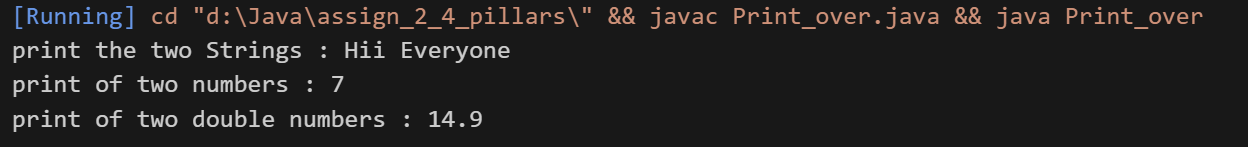 [Running] cd "d:\Java\assign_2_4_pillars\" && javac Print_over.java && java Print_over
print the two Strings : Hii Everyone
print of two numbers : 7
print of two double numbers : 14.9